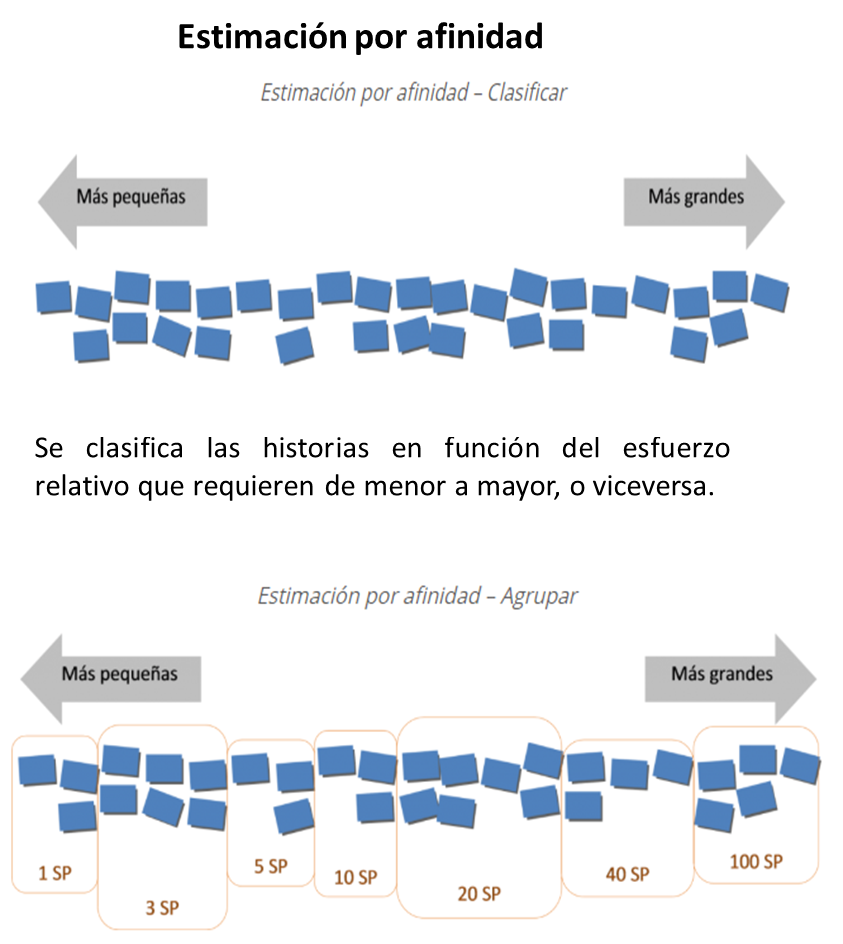 Estimación por afinidad
Estimación por afinidad – Clasificar
Más pequeñas
Más grandes
Se clasifica las historias en función del esfuerzo
relativo que requieren de menor a mayor, o viceversa.
Estimación por afinidad – Agrupar
Más pequeñas
Más grandes
1 SP
3 SP
5 SP
10 SP
20 SP
40 SP
100 SP